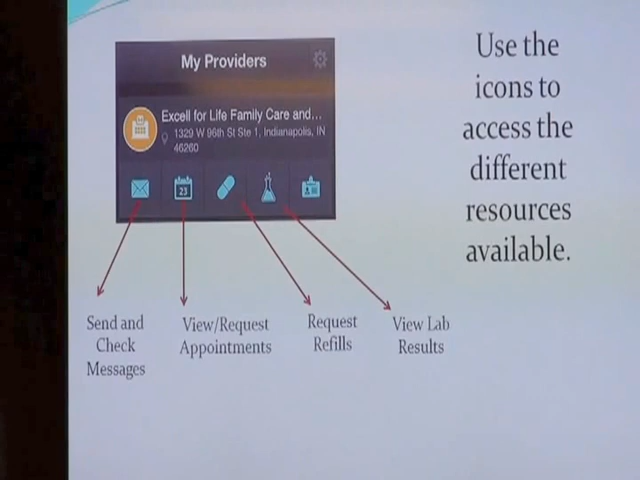 My Providers
Excell for Life Family Care and...
1329 W 96th St Ste 1, Indianapolis, IN
46260
23
Send and
Check
Messages
View/Request
Appointments
Request
Refills
View Lab
Results
Use the
icons to
access the
different
resources
available.